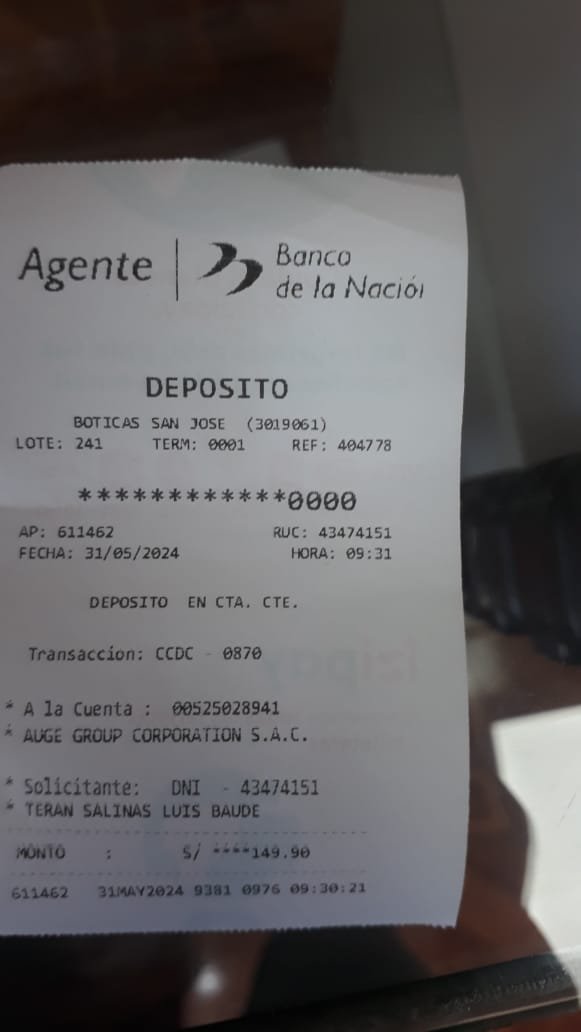 Agente Banco
de la Nación
DEPOSITO
BOTICAS SAN JOSE (3019061)
LOTE: 241 TERM: 0001 REF: 404778
************0000
AP: 611462 RUC: 43474151
FECHA: 31/05/2024 HORA: 09:31
DEPOSITO EN CTA. CTE.
Transaccion: CCDC - 0870
* A la Cuenta : 00525028941
* AUGE GROUP CORPORATION S.A.C.
* Solicitante: DNI - 43474151
* TERAN SALINAS LUIS BAUDE
MONTO : S/ ****149.90
611462 31MAY2024 9381 0976 09:30:21